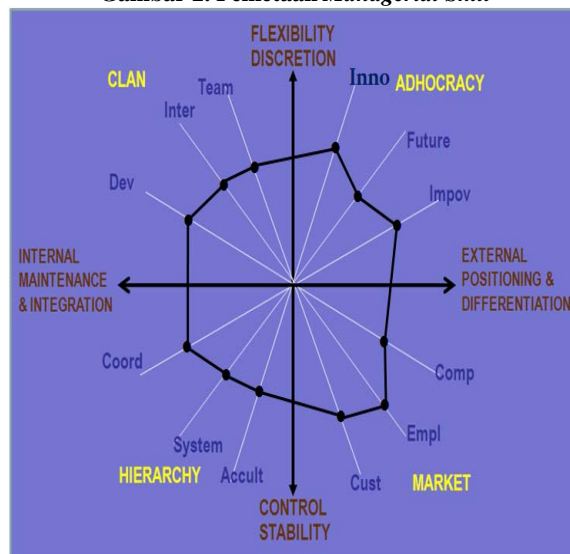 FLEXIBILITY
DISCRETION
CLAN
Team
Inno
ADHOCRACY
Inter
Future
Dev
Impov
INTERNAL
MAINTENANCE
& INTEGRATION
EXTERNAL
POSITIONING &
DIFFERENTIATION
Coord
Comp
System
Empl
HIERARCHY
Accult
Cust
MARKET
CONTROL
STABILITY